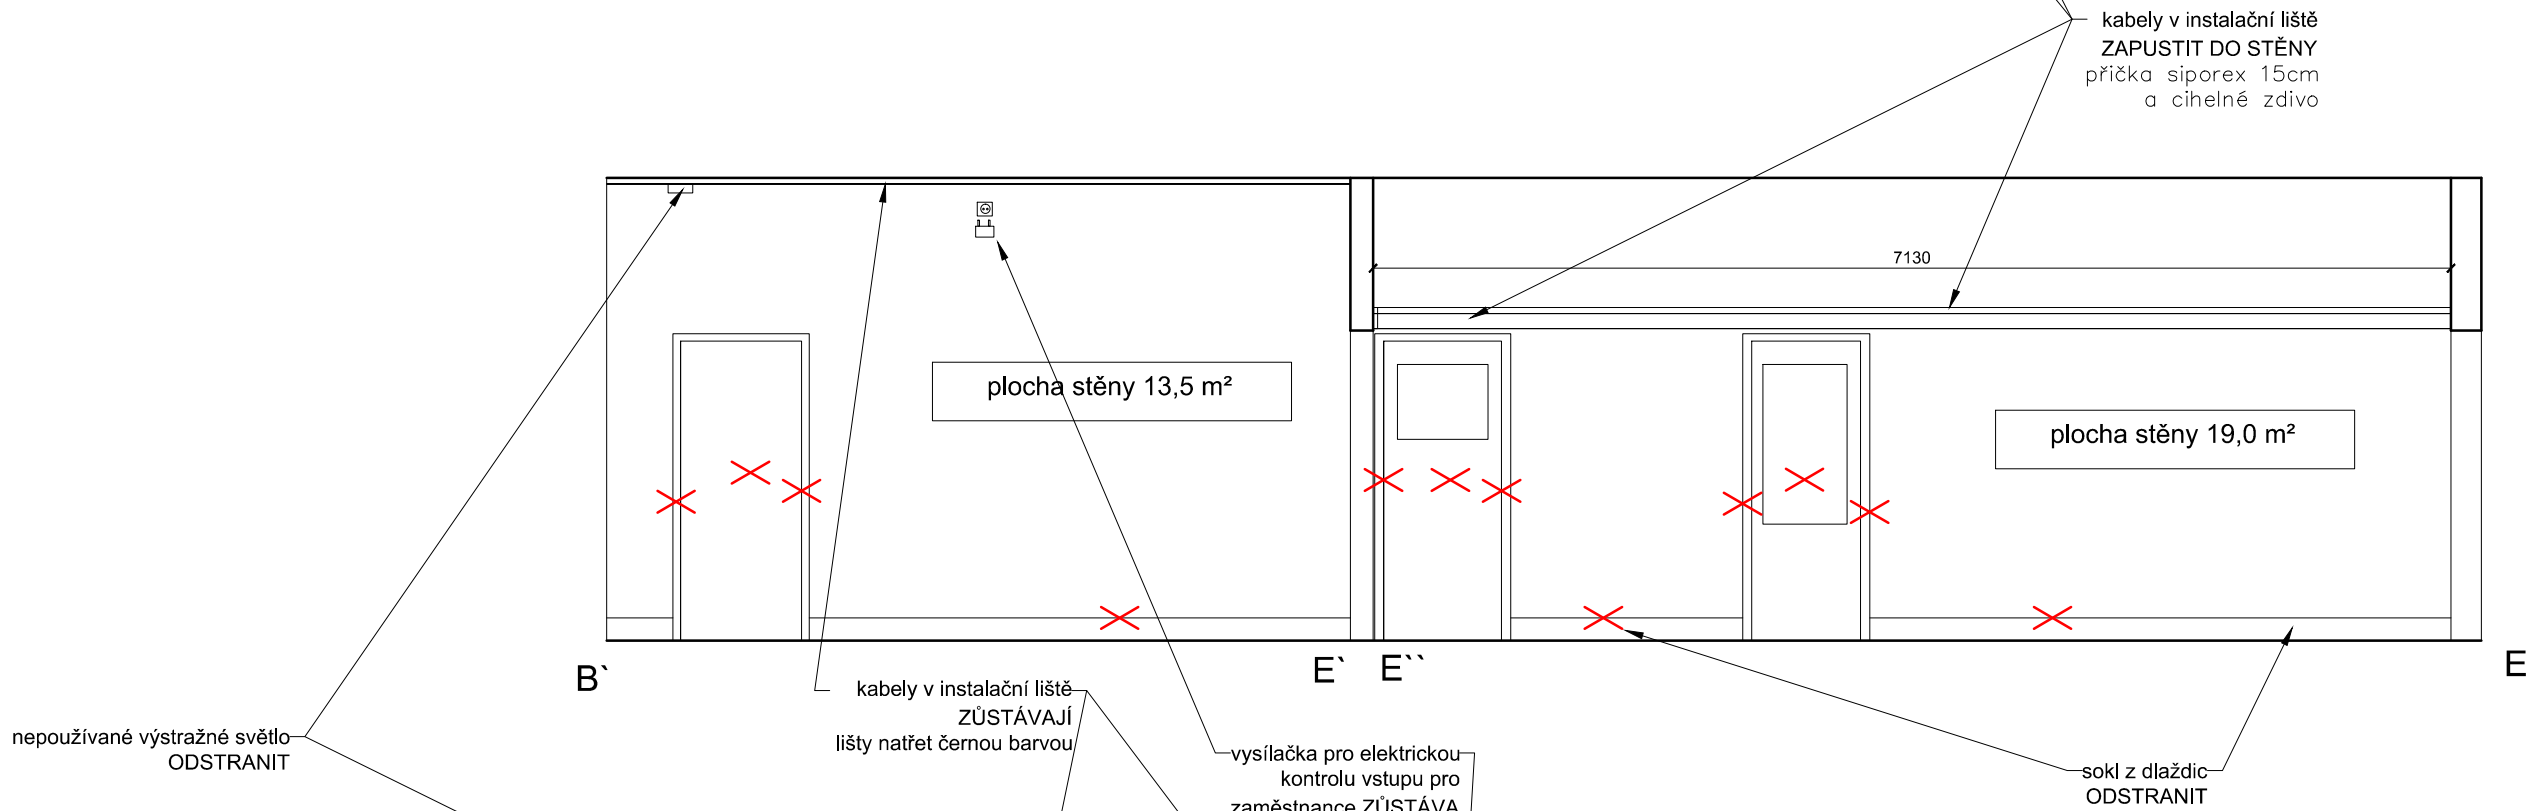 kabely v instalační liště
ZAPUSTIT DO STĚNY
příčka siporex 15cm
a cihelné zdivo
7130
plocha stěny 13,5 m²
plocha stěny 19,0 m²
B`
E`
E``
E
kabely v instalační liště
ZŮSTÁVAJÍ
lišty natřet černou barvou
nepoužívané výstražné světlo
ODSTRANIT
vysílačka pro elektrickou
kontrolu vstupu pro
zaměstnance ZŮSTÁVA
sokl z dlaždic
ODSTRANIT